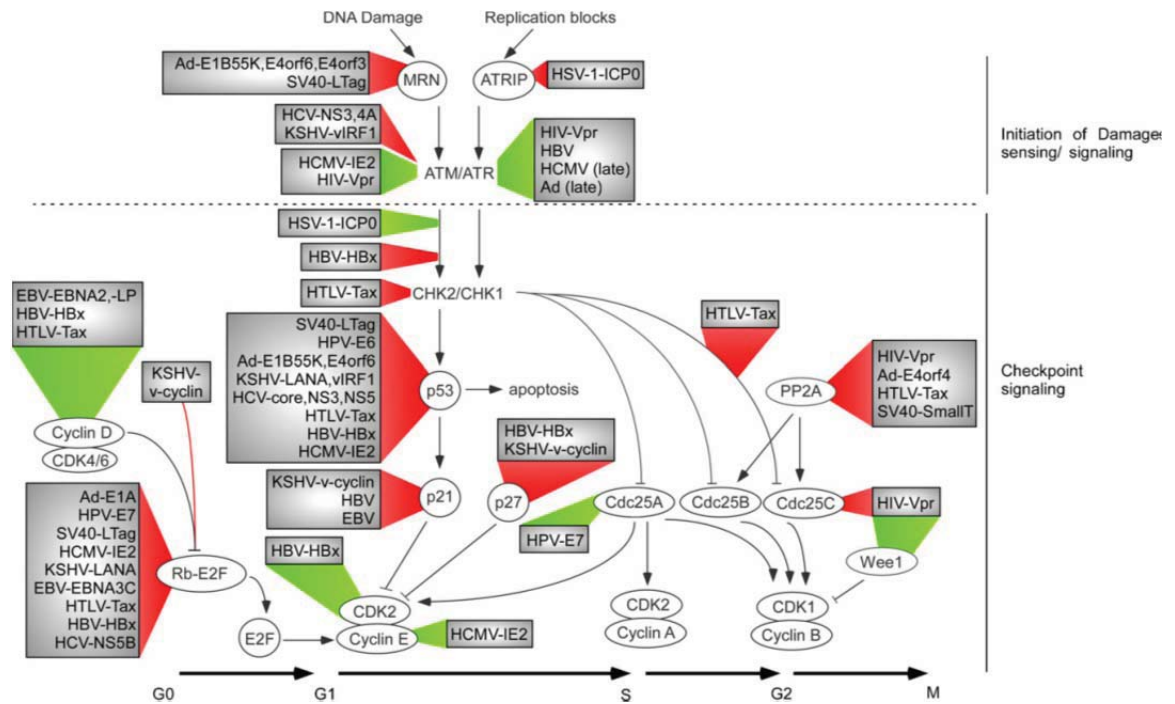 DNA Damage
Replication blocks
Ad-E1B55K,E4orf6,E4orf3
SV40-LTag
MRN
ATRIP
HSV-1-ICP0
HCV-NS3,4A
KSHV-vIRF1
HCMV-IE2
HIV-Vpr
ATM/ATR
HIV-Vpr
HBV
HCMV (late)
Ad (late)
Initiation of Damages
sensing/ signaling
HSV-1-ICP0
HBV-HBx
HTLV-Tax
CHK2/CHK1
EBV-EBNA2,-LP
HBV-HBx
HTLV-Tax
KSHV-
v-cyclin
Cyclin D
CDK4/6
SV40-LTag
HPV-E6
Ad-E1B55K,E4orf6
KSHV-LANA,vIRF1
HCV-core,NS3,NS5
HTLV-Tax
HBV-HBx
HCMV-IE2
p53
apoptosis
HTLV-Tax
PP2A
HIV-Vpr
Ad-E4orf4
HTLV-Tax
SV40-SmallT
Checkpoint
signaling
KSHV-v-cyclin
HBV
EBV
p21
HBV-HBx
KSHV-v-cyclin
p27
Cdc25A
Cdc25B
Cdc25C
HIV-Vpr
HPV-E7
Wee1
Ad-E1A
HPV-E7
SV40-LTag
HCMV-IE2
KSHV-LANA
EBV-EBNA3C
HTLV-Tax
HBV-HBx
HCV-NS5B
Rb-E2F
E2F
HBV-HBx
CDK2
Cyclin E
HCMV-IE2
CDK2
Cyclin A
CDK1
Cyclin B
G0
G1
S
G2
M